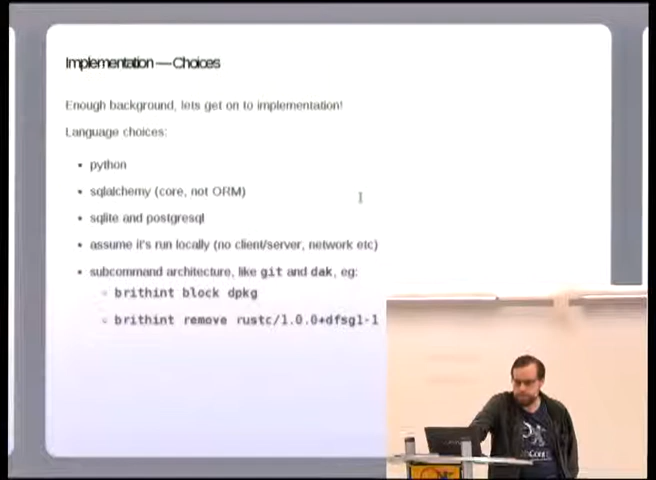 Implementation — Choices
Enough background, lets get on to implementation!
Language choices:
• python
• sqlalchemy (core, not ORM)
• sqlite and postgresql
• assume it's run locally (no client/server, network etc)
• subcommand architecture, like git and dak, eg:
◦ brithint block dpkg
◦ brithint remove rustc/1.0.0+dfsg1-1